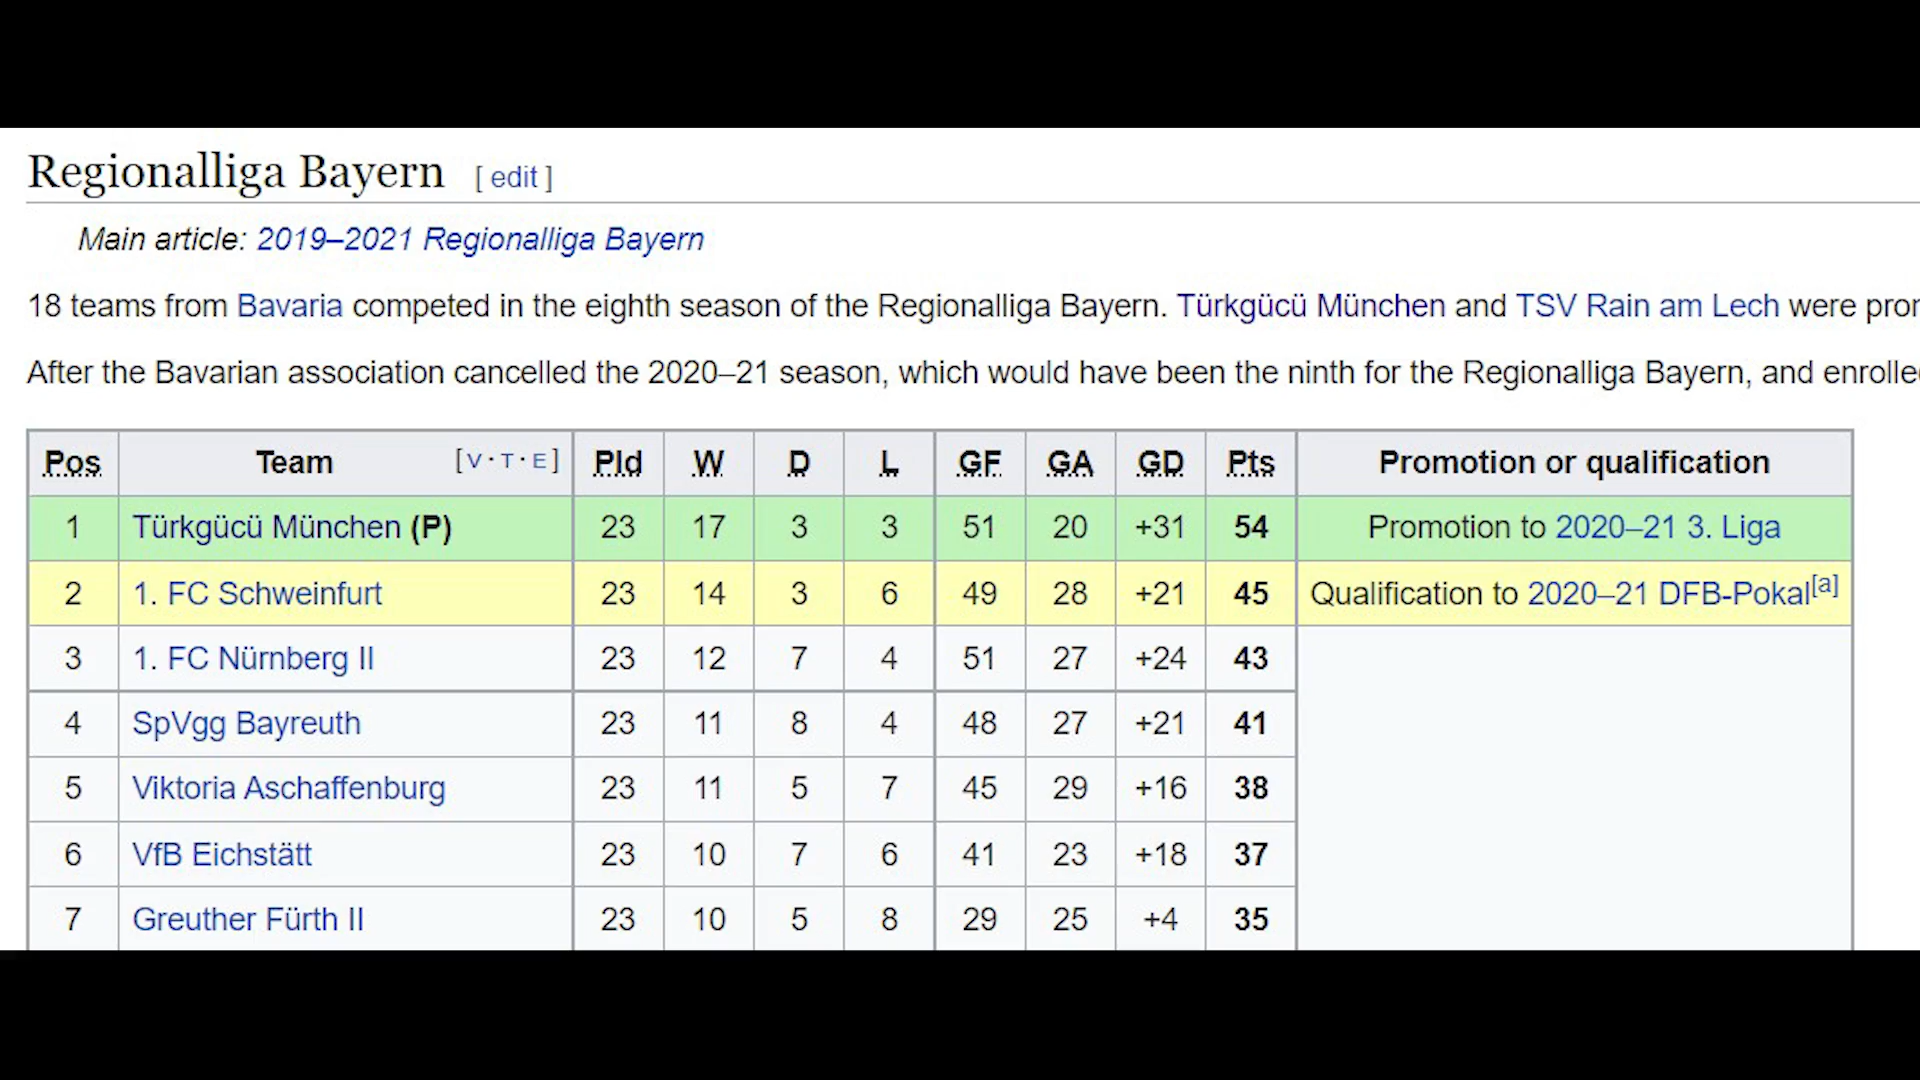 Regionalliga Bayern [ edit ]
Main article: 2019–2021 Regionalliga Bayern
18 teams from Bavaria competed in the eighth season of the Regionalliga Bayern. Türkgücü München and TSV Rain am Lech were
After the Bavarian association cancelled the 2020–21 season, which would have been the ninth for the Regionalliga Bayern, and
Pos Team [V·T·E] Pld W D L GF GA GD Pts Promotion or qualification
1 Türkgücü München (P) 23 17 3 3 51 20 +31 54 Promotion to 2020–21 3. Liga
2 1. FC Schweinfurt 23 14 3 6 49 28 +21 45 Qualification to 2020–21 DFB-Pokal[a]
3 1. FC Nürnberg II 23 12 7 4 51 27 +24 43
4 SpVgg Bayreuth 23 11 8 4 48 27 +21 41
5 Viktoria Aschaffenburg 23 11 5 7 45 29 +16 38
6 VfB Eichstätt 23 10 7 6 41 23 +18 37
7 Greuther Fürth II 23 10 5 8 29 25 +4 35